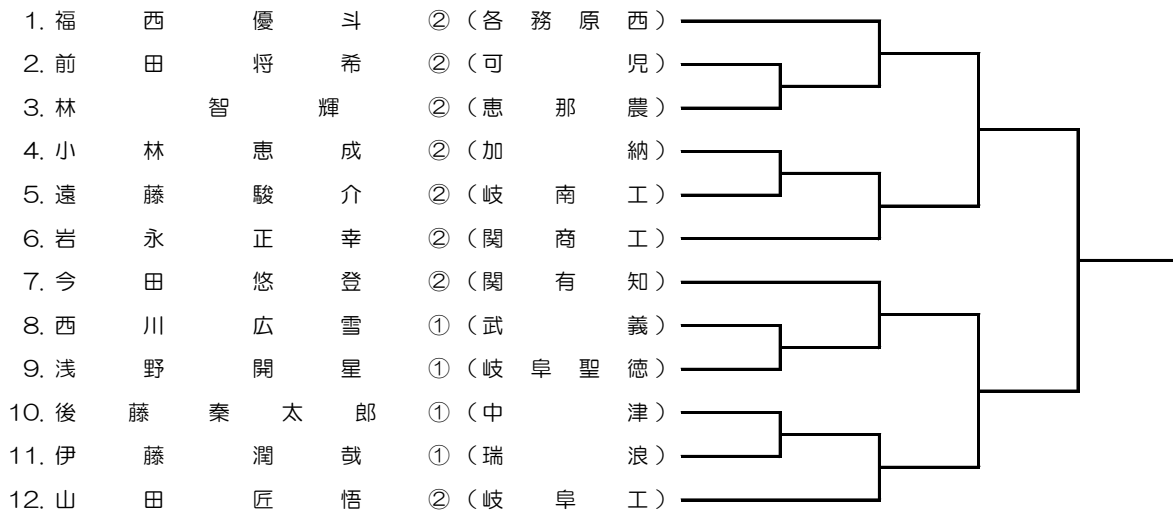 1. 福西優斗 ② (各務原西)
2. 前田将希 ② (可児)
3. 林智輝 ② (恵那農)
4. 小林恵成 ② (加納)
5. 遠藤駿介 ② (岐南工)
6. 岩永正幸 ② (関商工)
7. 今田悠登 ② (関有知)
8. 西川広雪 ① (武義)
9. 浅野開星 ① (岐阜聖徳)
10. 後藤秦太郎 ① (中津)
11. 伊藤潤哉 ① (瑞浪)
12. 山田匠悟 ② (岐阜工)